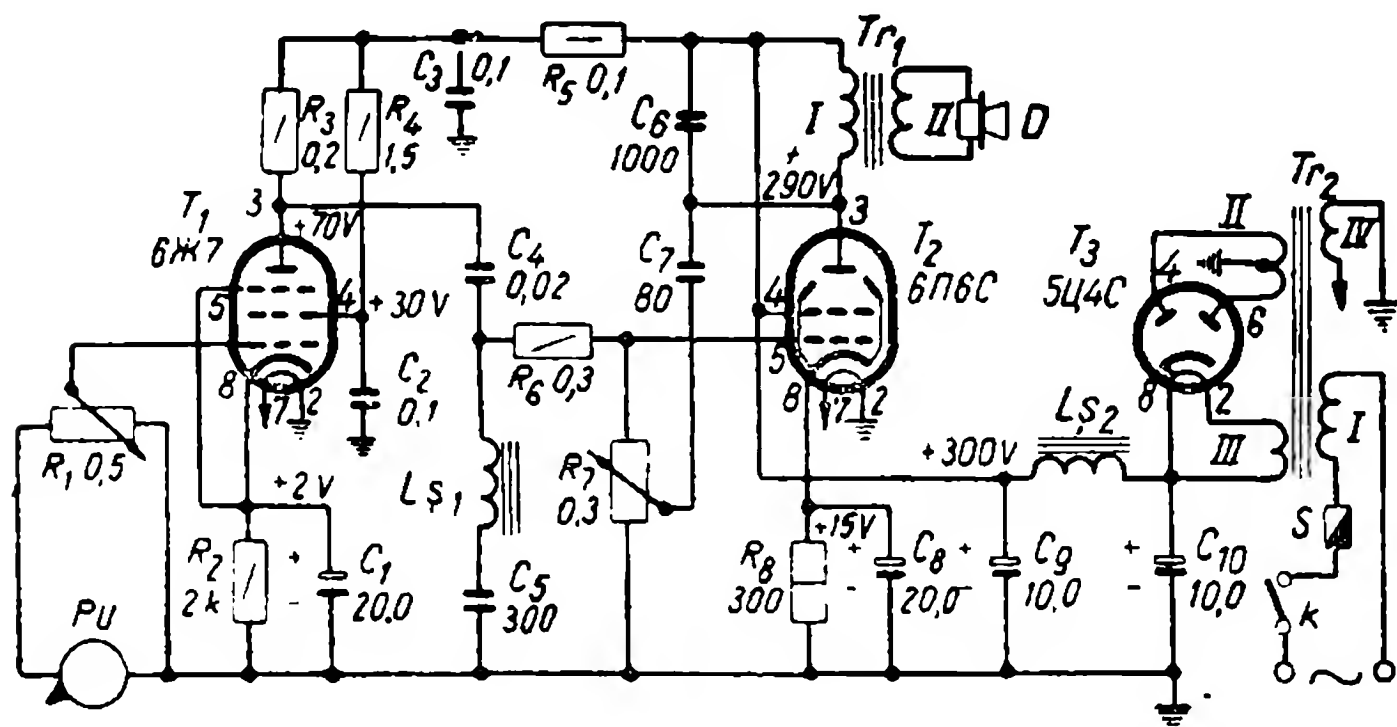 Tr₁
C₃ 0,1
R₅ 0,1
R₃
0,2
R₄
1,5
C₆
1000
I
II
D
+
290V
Tr₂
T₁
6Ж7
3
+70V
C₄
0,02
C₇
80
3
T₂
6П6С
T₃
5Ц4С
II
IV
4
6
5
4
+30V
4
5
R₆ 0,3
8
7
2
C₂
0,1
8
7
2
8
2
Lș₂
III
I
R₁ 0,5
+2V
Lș₁
R₇
0,3
+300V
+15V
S
R₂
2k
+
-
C₁
20,0
C₅
300
R₈
300
+
-
C₈
20,0
+
-
C₉
10,0
+
-
C₁₀
10,0
k
PU
~